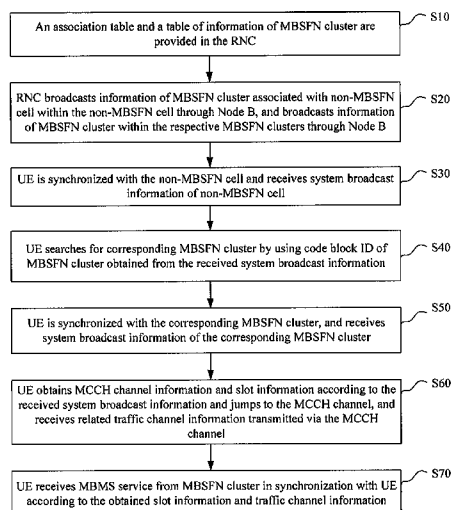 An association table and a table of information of MBSFN cluster are
provided in the RNC
S10
RNC broadcasts information of MBSFN cluster associated with non-MBSFN
cell within the non-MBSFN cell through Node B, and broadcasts information
of MBSFN cluster within the respective MBSFN clusters through Node B
S20
UE is synchronized with the non-MBSFN cell and receives system broadcast
information of non-MBSFN cell
S30
UE searches for corresponding MBSFN cluster by using code block ID of
MBSFN cluster obtained from the received system broadcast information
S40
UE is synchronized with the corresponding MBSFN cluster, and receives
system broadcast information of the corresponding MBSFN cluster
S50
UE obtains MCCH channel information and slot information according to the
received system broadcast information and jumps to the MCCH channel, and
receives related traffic channel information transmitted via the MCCH
channel
S60
UE receives MBMS service from MBSFN cluster in synchronization with UE
according to the obtained slot information and traffic channel information
S70